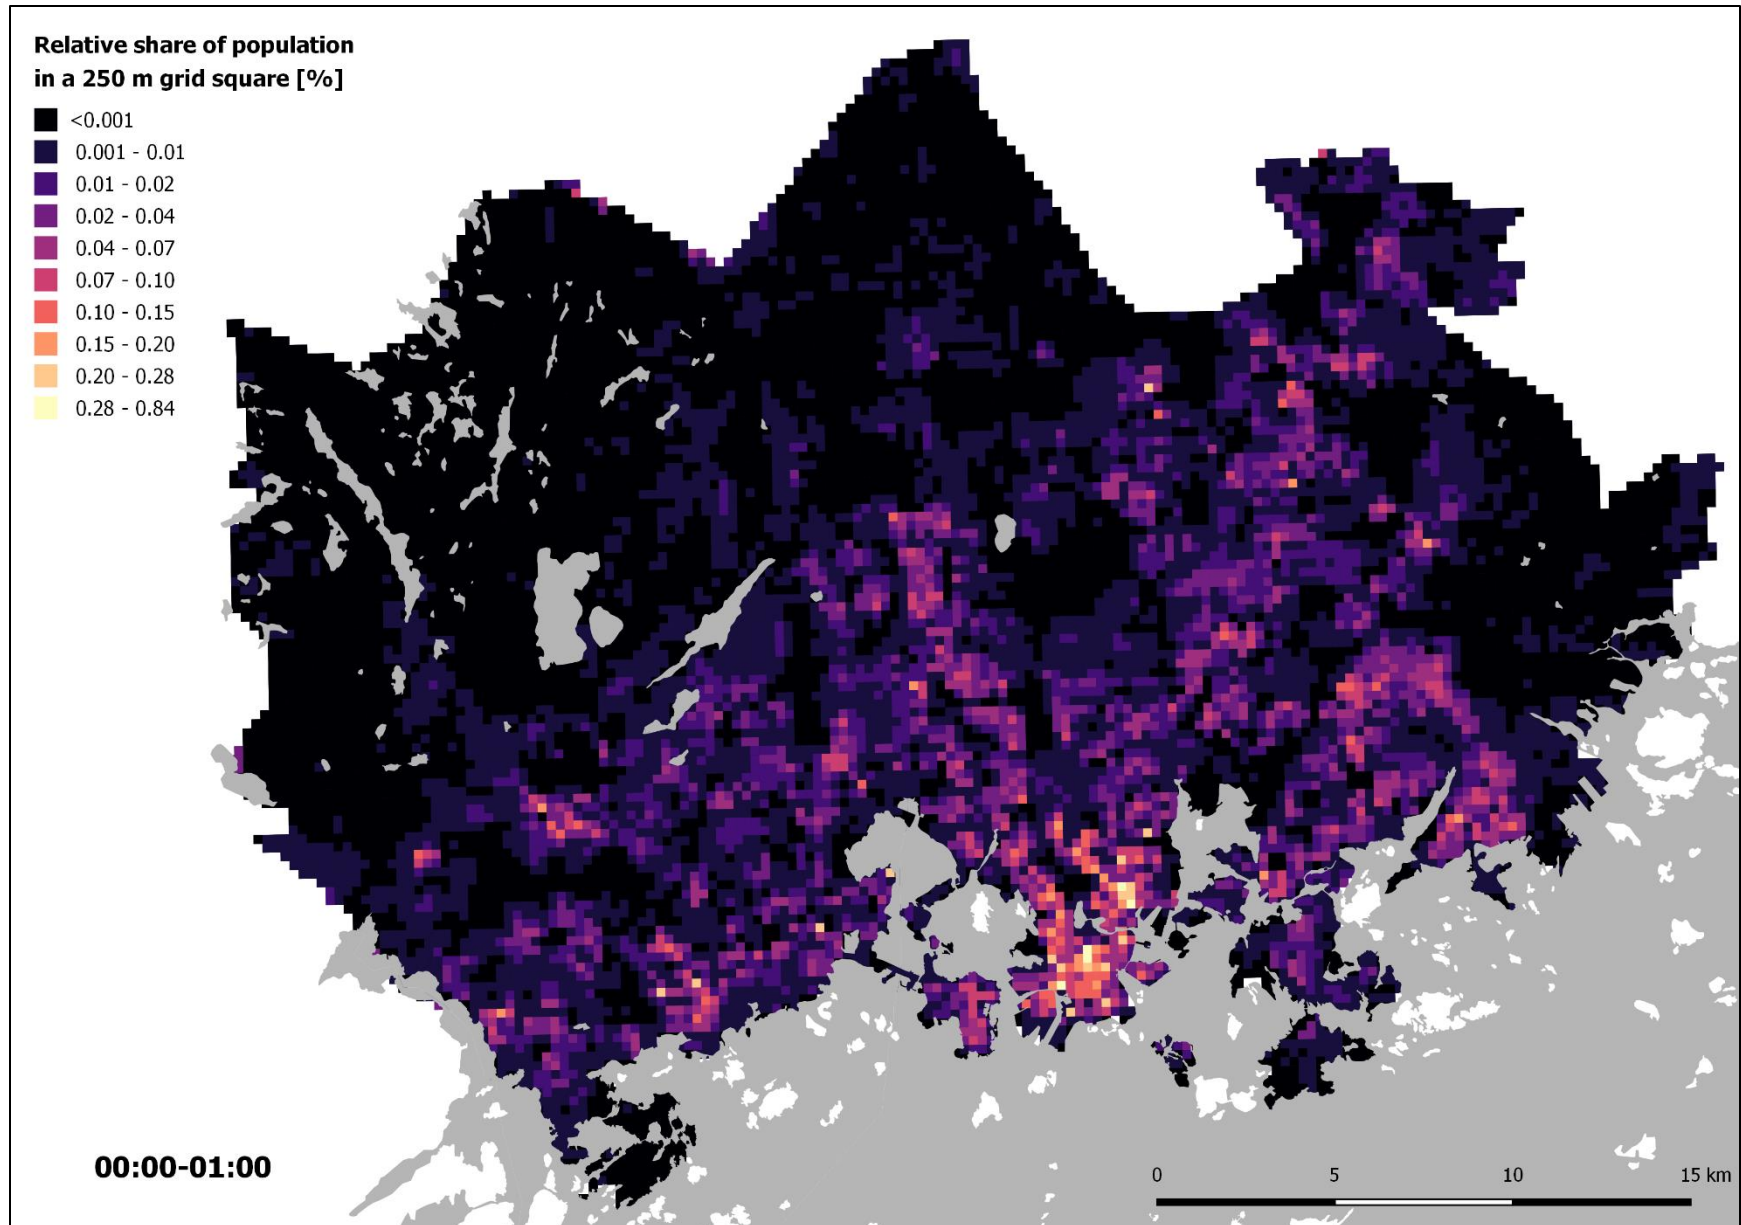 Relative share of population
in a 250 m grid square [%]
<0.001
0.001 - 0.01
0.01 - 0.02
0.02 - 0.04
0.04 - 0.07
0.07 - 0.10
0.10 - 0.15
0.15 - 0.20
0.20 - 0.28
0.28 - 0.84
00:00-01:00
0 5 10 15 km